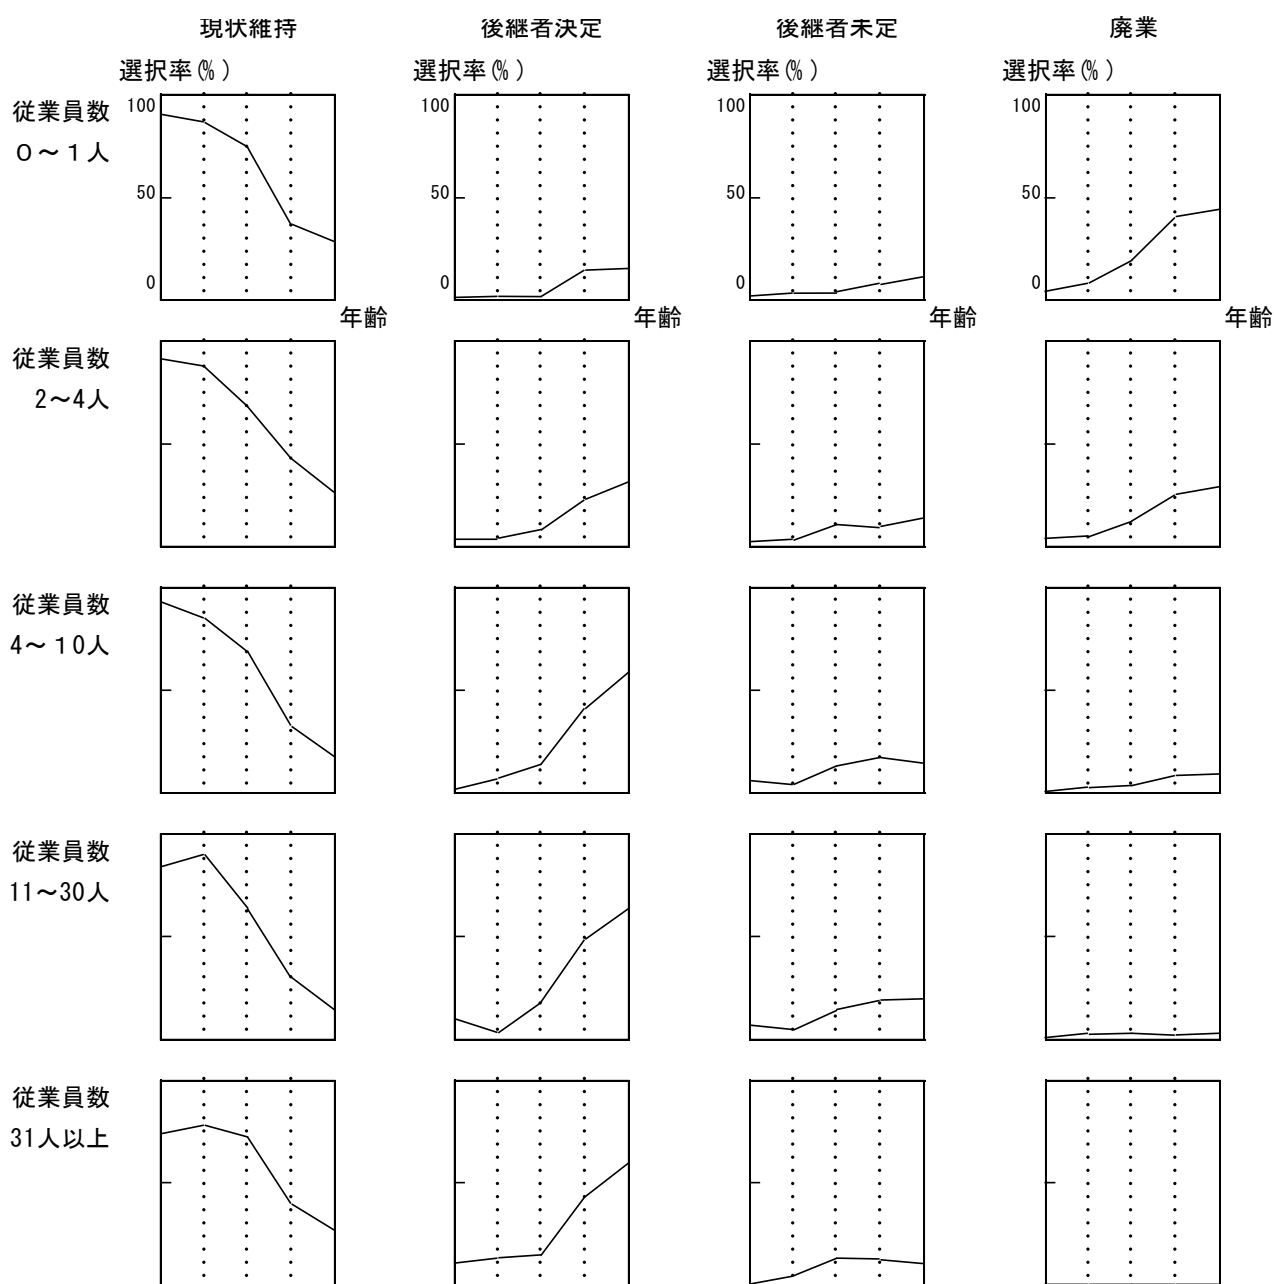 現状維持 後継者決定 後継者未定 廃業
選択率(%) 選択率(%) 選択率(%) 選択率(%)
従業員数
0～1人
100 100 100 100
50 50 50 50
0 0 0 0
年齢 年齢 年齢 年齢
従業員数
2～4人
従業員数
4～10人
従業員数
11～30人
従業員数
31人以上